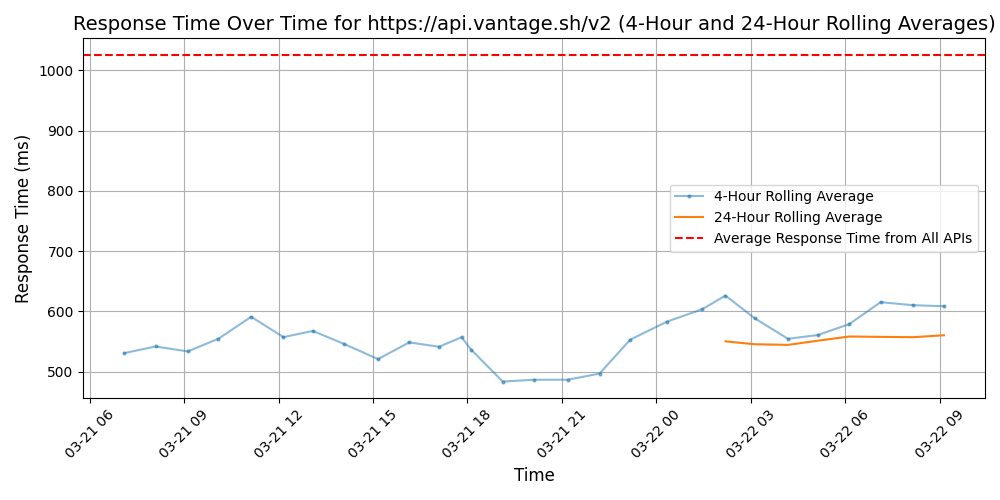 Response Time Over Time for https://api.vantage.sh/v2 (4-Hour and 24-Hour Rolling Averages)
Response Time (ms)
1000
900
800
700
600
500
4-Hour Rolling Average
24-Hour Rolling Average
Average Response Time from All APIs
03-21 06
03-21 09
03-21 12
03-21 15
03-21 18
03-21 21
03-22 00
03-22 03
03-22 06
03-22 09
Time